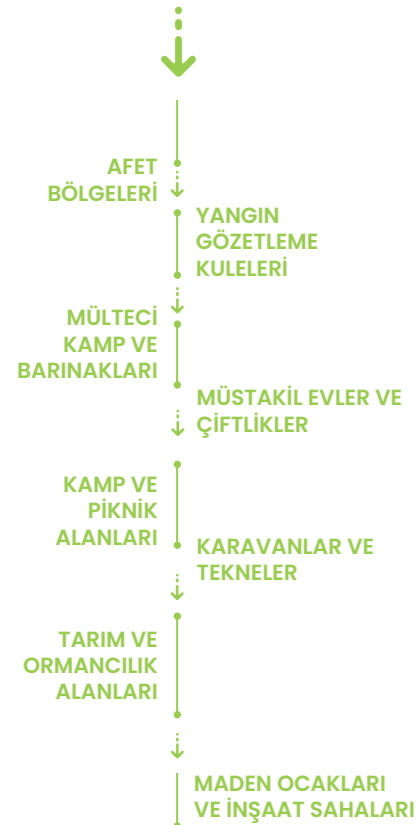 AFET
BÖLGELERİ
YANGIN
GÖZETLEME
KULELERİ
MÜLTECİ
KAMP VE
BARINAKLARI
MÜSTAKİL EVLER VE
ÇİFTLİKLER
KAMP VE
PİKNİK
ALANLARI
KARAVANLAR VE
TEKNELER
TARIM VE
ORMANCILIK
ALANLARI
MADEN OCAKLARI
VE İNŞAAT SAHALARI